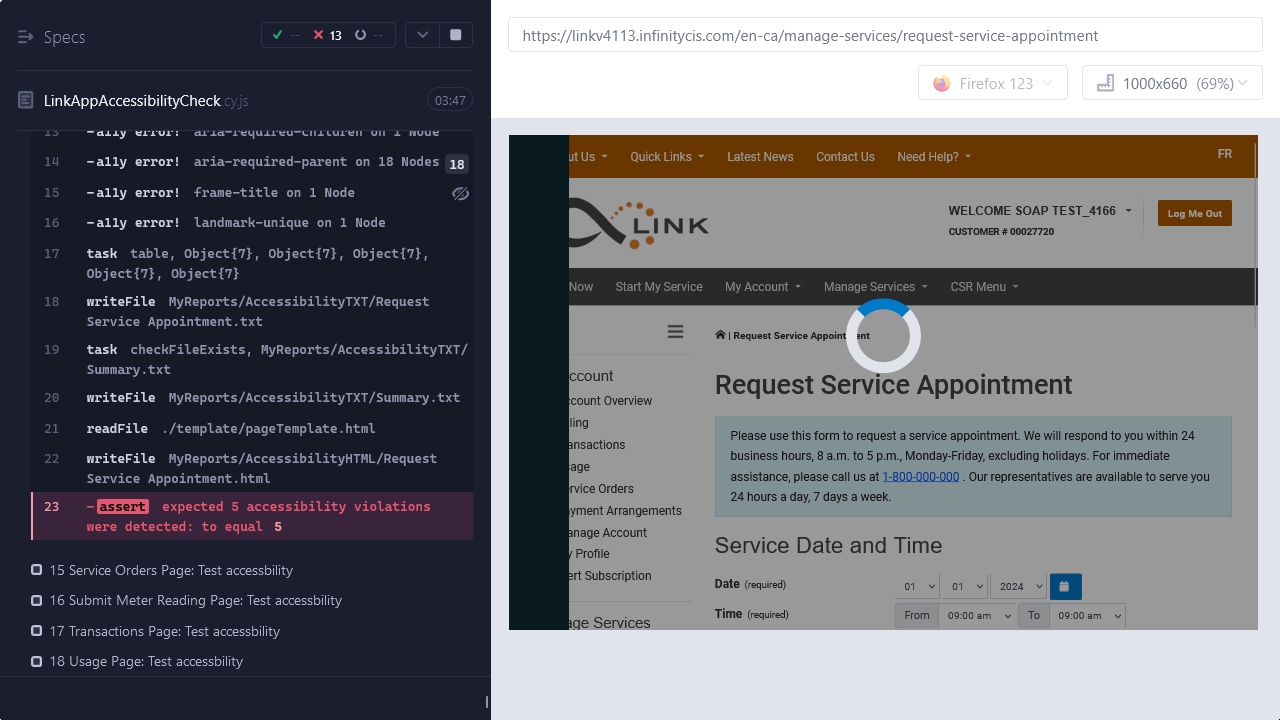 Specs
-- 13 --
LinkAppAccessibilityCheck.cy.js 03:47
13 -a11y error! aria-required-children on 1 Node
14 -a11y error! aria-required-parent on 18 Nodes 18
15 -a11y error! frame-title on 1 Node
16 -a11y error! landmark-unique on 1 Node
17 task table, Object{7}, Object{7}, Object{7},
Object{7}, Object{7}
18 writeFile MyReports/AccessibilityTXT/Request
Service Appointment.txt
19 task checkFileExists, MyReports/AccessibilityTXT/
Summary.txt
20 writeFile MyReports/AccessibilityTXT/Summary.txt
21 readFile ./template/pageTemplate.html
22 writeFile MyReports/AccessibilityHTML/Request
Service Appointment.html
23 -assert expected 5 accessibility violations
were detected: to equal 5
15 Service Orders Page: Test accessbility
16 Submit Meter Reading Page: Test accessbility
17 Transactions Page: Test accessbility
18 Usage Page: Test accessbility
https://linkv4113.infinitycis.com/en-ca/manage-services/request-service-appointment
Firefox 123
1000x660 (69%)
ut Us Quick Links Latest News Contact Us Need Help? FR
LINK
WELCOME SOAP TEST_4166
CUSTOMER # 00027720
Log Me Out
Now Start My Service My Account Manage Services CSR Menu
| Request Service Appointment
ccount
ccount Overview
lling
ansactions
sage
ervice Orders
yment Arrangements
anage Account
y Profile
ert Subscription
age Services
Request Service Appointment
Please use this form to request a service appointment. We will respond to you within 24
business hours, 8 a.m. to 5 p.m., Monday-Friday, excluding holidays. For immediate
assistance, please call us at 1-800-000-000 . Our representatives are available to serve you
24 hours a day, 7 days a week.
Service Date and Time
Date (required) 01 01 2024
Time (required) From 09:00 am To 09:00 am